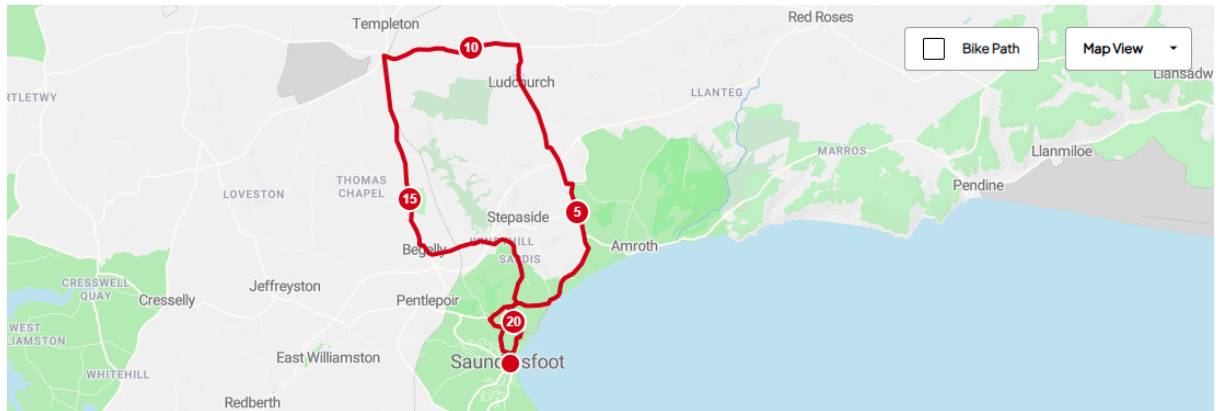 Templeton
Red Roses
10
Bike Path
Map View
Ludchurch
Llansadw
RTLETWY
LLANTEG
MARROS
Llanmiloe
THOMAS
CHAPEL
LOVESTON
15
Pendine
5
Stepaside
Begelly
SARDIS
Amroth
CRESSWELL
QUAY
Cresselly
Jeffreyston
Pentlepoir
20
WEST
LIAMSTON
East Williamston
WHITEHILL
Redberth